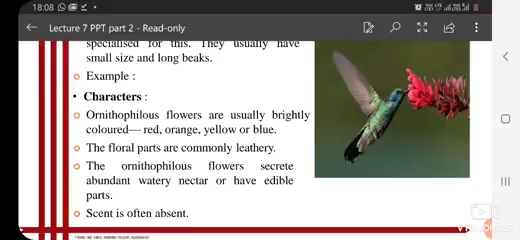 18:08
Lecture 7 PPT part 2 - Read-only
specialised for this. They usually have
small size and long beaks.
Example :
• Characters :
Ornithophilous flowers are usually brightly
coloured— red, orange, yellow or blue.
The floral parts are commonly leathery.
The ornithophilous flowers secrete
abundant watery nectar or have edible
parts.
Scent is often absent.